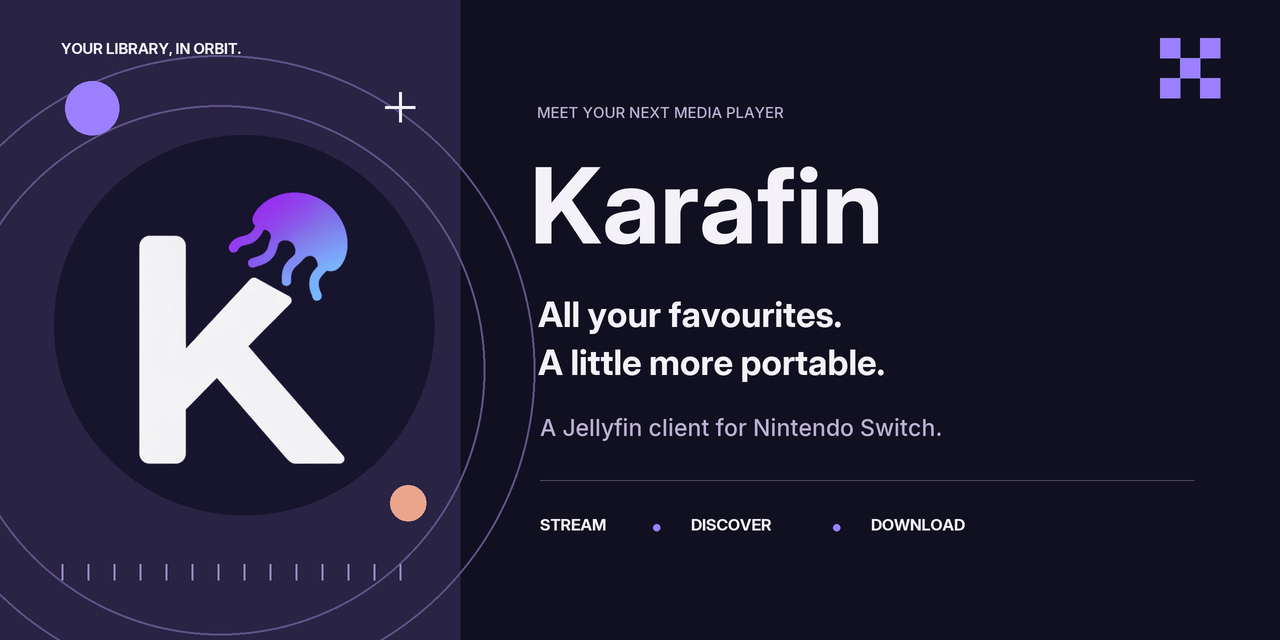 YOUR LIBRARY, IN ORBIT.
K
MEET YOUR NEXT MEDIA PLAYER
Karafin
All your favourites.
A little more portable.
A Jellyfin client for Nintendo Switch.
STREAM • DISCOVER • DOWNLOAD